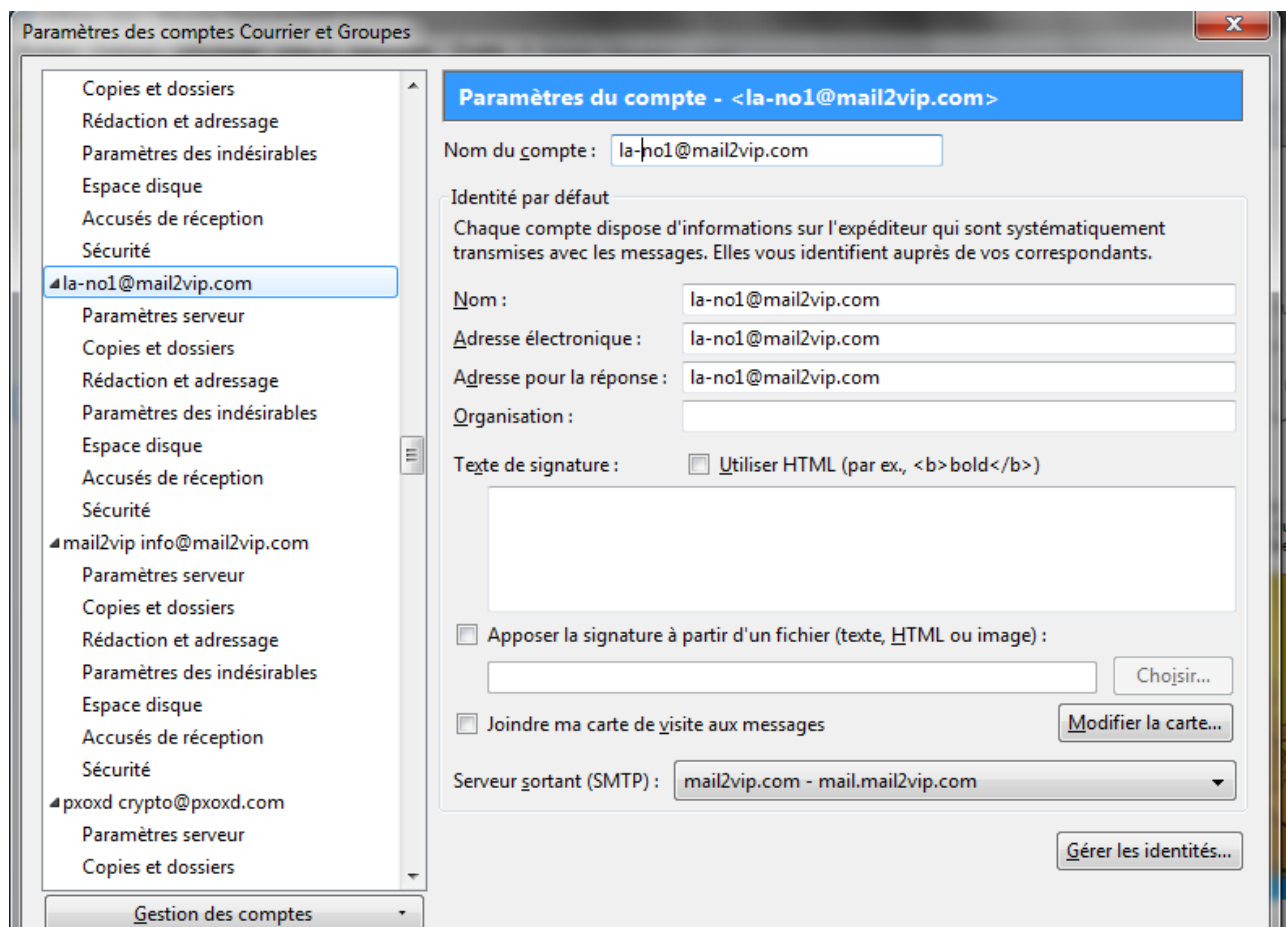 Paramètres des comptes Courrier et Groupes
x
Copies et dossiers
Rédaction et adressage
Paramètres des indésirables
Espace disque
Accusés de réception
Sécurité
la-no1@mail2vip.com
Paramètres serveur
Copies et dossiers
Rédaction et adressage
Paramètres des indésirables
Espace disque
Accusés de réception
Sécurité
mail2vip info@mail2vip.com
Paramètres serveur
Copies et dossiers
Rédaction et adressage
Paramètres des indésirables
Espace disque
Accusés de réception
Sécurité
pxoxd crypto@pxoxd.com
Paramètres serveur
Copies et dossiers
Gestion des comptes
Paramètres du compte - <la-no1@mail2vip.com>
Nom du compte : la-no1@mail2vip.com
Identité par défaut
Chaque compte dispose d'informations sur l'expéditeur qui sont systématiquement
transmises avec les messages. Elles vous identifient auprès de vos correspondants.
Nom : la-no1@mail2vip.com
Adresse électronique : la-no1@mail2vip.com
Adresse pour la réponse : la-no1@mail2vip.com
Organisation :
Texte de signature : Utiliser HTML (par ex., <b>bold</b>)
Apposer la signature à partir d'un fichier (texte, HTML ou image) :
Choisir...
Joindre ma carte de visite aux messages Modifier la carte...
Serveur sortant (SMTP) : mail2vip.com - mail.mail2vip.com
Gérer les identités...